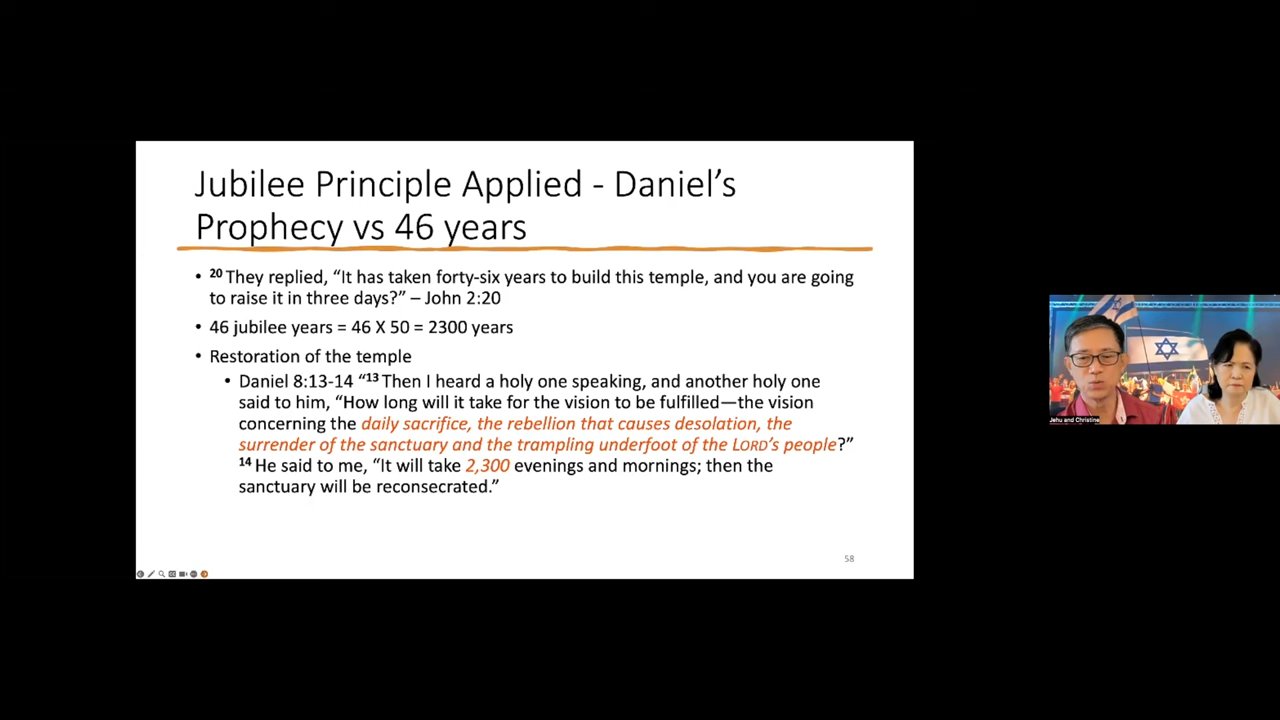 Jubilee Principle Applied - Daniel’s
Prophecy vs 46 years
• 20 They replied, “It has taken forty-six years to build this temple, and you are going
to raise it in three days?” – John 2:20
• 46 jubilee years = 46 X 50 = 2300 years
• Restoration of the temple
• Daniel 8:13-14 “13 Then I heard a holy one speaking, and another holy one
said to him, “How long will it take for the vision to be fulfilled—the vision
concerning the daily sacrifice, the rebellion that causes desolation, the
surrender of the sanctuary and the trampling underfoot of the LORD’s people?”
14 He said to me, “It will take 2,300 evenings and mornings; then the
sanctuary will be reconsecrated.”
58
Jehu and Christine